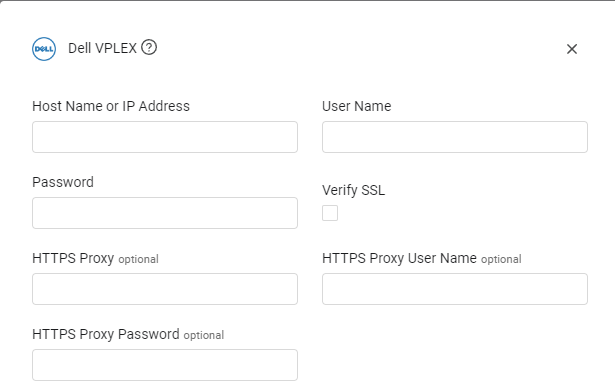 DELL
Dell VPLEX ?
Host Name or IP Address
User Name
Password
Verify SSL
HTTPS Proxy optional
HTTPS Proxy User Name optional
HTTPS Proxy Password optional